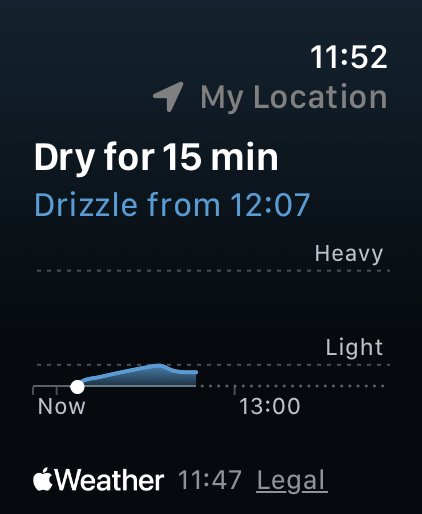 11:52
My Location
Dry for 15 min
Drizzle from 12:07
Heavy
Light
Now 13:00
Weather 11:47 Legal